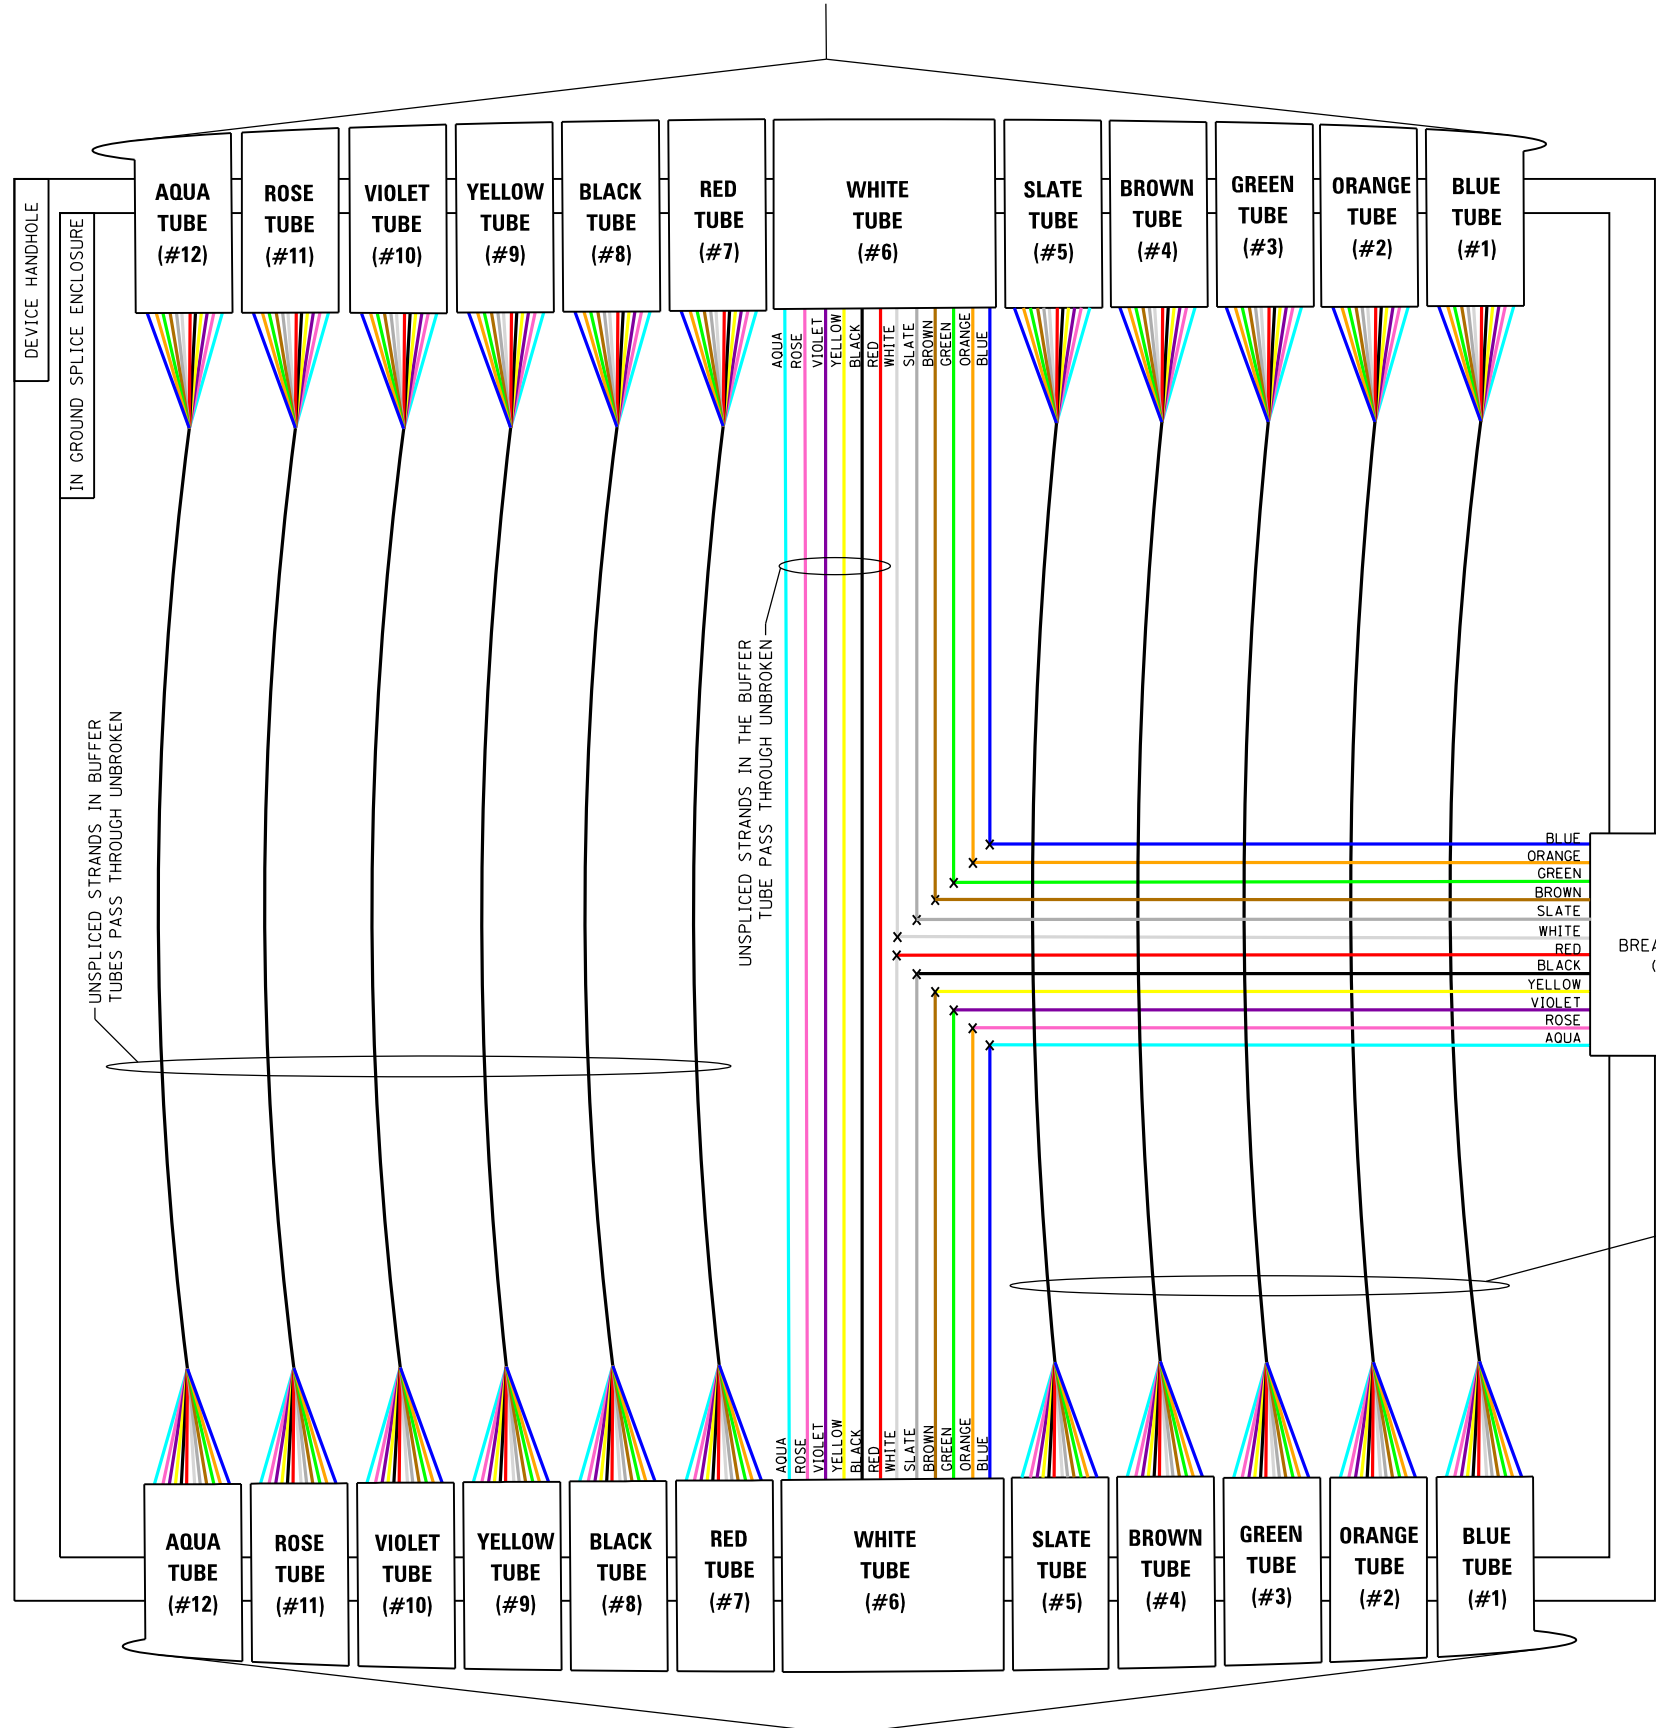 AQUA
TUBE
(#12)
ROSE
TUBE
(#11)
VIOLET
TUBE
(#10)
YELLOW
TUBE
(#9)
BLACK
TUBE
(#8)
RED
TUBE
(#7)
WHITE
TUBE
(#6)
SLATE
TUBE
(#5)
BROWN
TUBE
(#4)
GREEN
TUBE
(#3)
ORANGE
TUBE
(#2)
BLUE
TUBE
(#1)
DEVICE HANDHOLE
IN GROUND SPLICE ENCLOSURE
AQUA
ROSE
VIOLET
YELLOW
BLACK
RED
WHITE
SLATE
BROWN
GREEN
ORANGE
BLUE
UNSPLICED STRANDS IN THE BUFFER
TUBE PASS THROUGH UNBROKEN
UNSPLICED STRANDS IN BUFFER
TUBES PASS THROUGH UNBROKEN
BLUE
ORANGE
GREEN
BROWN
SLATE
WHITE
RED
BLACK
YELLOW
VIOLET
ROSE
AQUA
AQUA
ROSE
VIOLET
YELLOW
BLACK
RED
WHITE
SLATE
BROWN
GREEN
ORANGE
BLUE
AQUA
TUBE
(#12)
ROSE
TUBE
(#11)
VIOLET
TUBE
(#10)
YELLOW
TUBE
(#9)
BLACK
TUBE
(#8)
RED
TUBE
(#7)
WHITE
TUBE
(#6)
SLATE
TUBE
(#5)
BROWN
TUBE
(#4)
GREEN
TUBE
(#3)
ORANGE
TUBE
(#2)
BLUE
TUBE
(#1)